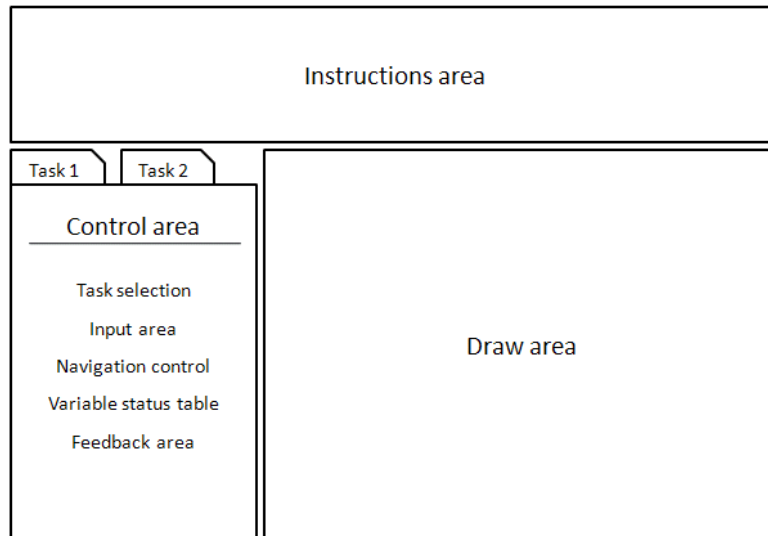 Instructions area
Task 1
Task 2
Control area
Task selection
Input area
Navigation control
Variable status table
Feedback area
Draw area